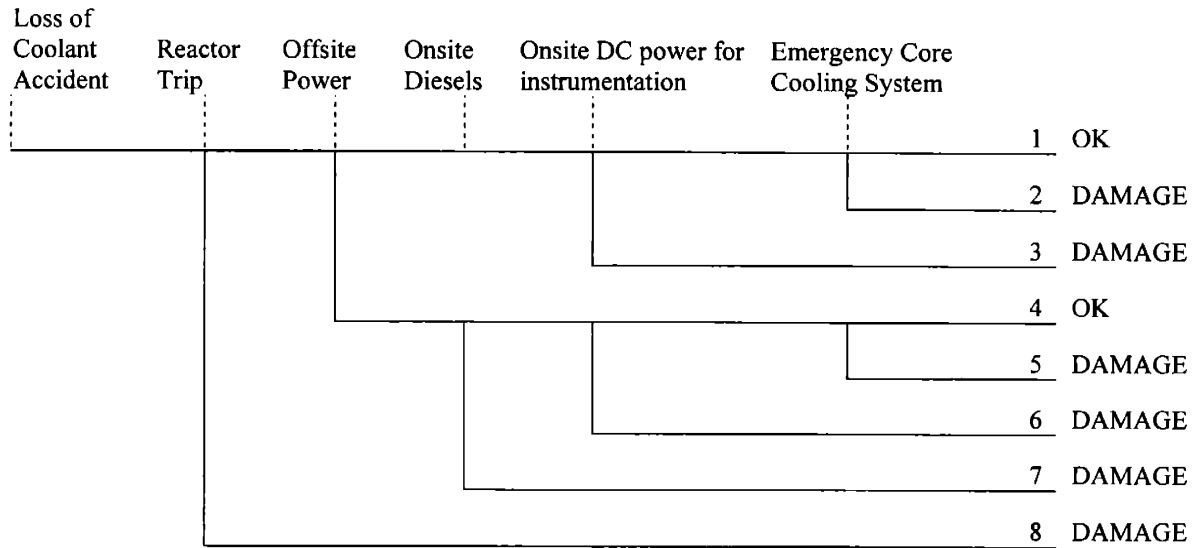 Loss of
Coolant
Accident
Reactor
Trip
Offsite
Power
Onsite
Diesels
Onsite DC power for
instrumentation
Emergency Core
Cooling System
1 OK
2 DAMAGE
3 DAMAGE
4 OK
5 DAMAGE
6 DAMAGE
7 DAMAGE
8 DAMAGE